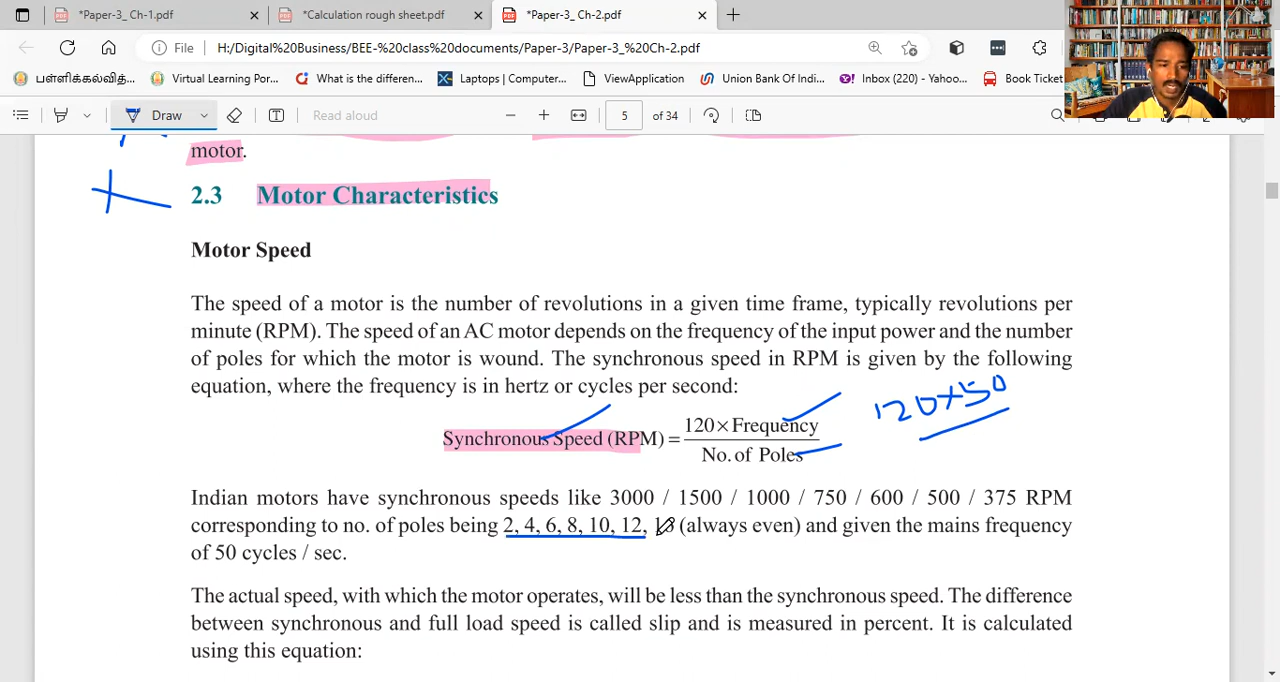 *Paper-3_Ch-1.pdf
*Calculation rough sheet.pdf
*Paper-3_ Ch-2.pdf
File H:/Digital%20Business/BEE-%20class%20documents/Paper-3/Paper-3_%20Ch-2.pdf
பள்ளிக்கல்வித்... Virtual Learning Por... What is the differen... Laptops | Computer... ViewApplication Union Bank Of Indi... Inbox (220) - Yahoo... Book Ticket
Draw Read aloud 5 of 34
motor.
2.3 Motor Characteristics
Motor Speed
The speed of a motor is the number of revolutions in a given time frame, typically revolutions per
minute (RPM). The speed of an AC motor depends on the frequency of the input power and the number
of poles for which the motor is wound. The synchronous speed in RPM is given by the following
equation, where the frequency is in hertz or cycles per second:
120×50
Synchronous Speed (RPM) = 120 × Frequency
No. of Poles
Indian motors have synchronous speeds like 3000 / 1500 / 1000 / 750 / 600 / 500 / 375 RPM
corresponding to no. of poles being 2, 4, 6, 8, 10, 12, (always even) and given the mains frequency
of 50 cycles / sec.
The actual speed, with which the motor operates, will be less than the synchronous speed. The difference
between synchronous and full load speed is called slip and is measured in percent. It is calculated
using this equation: